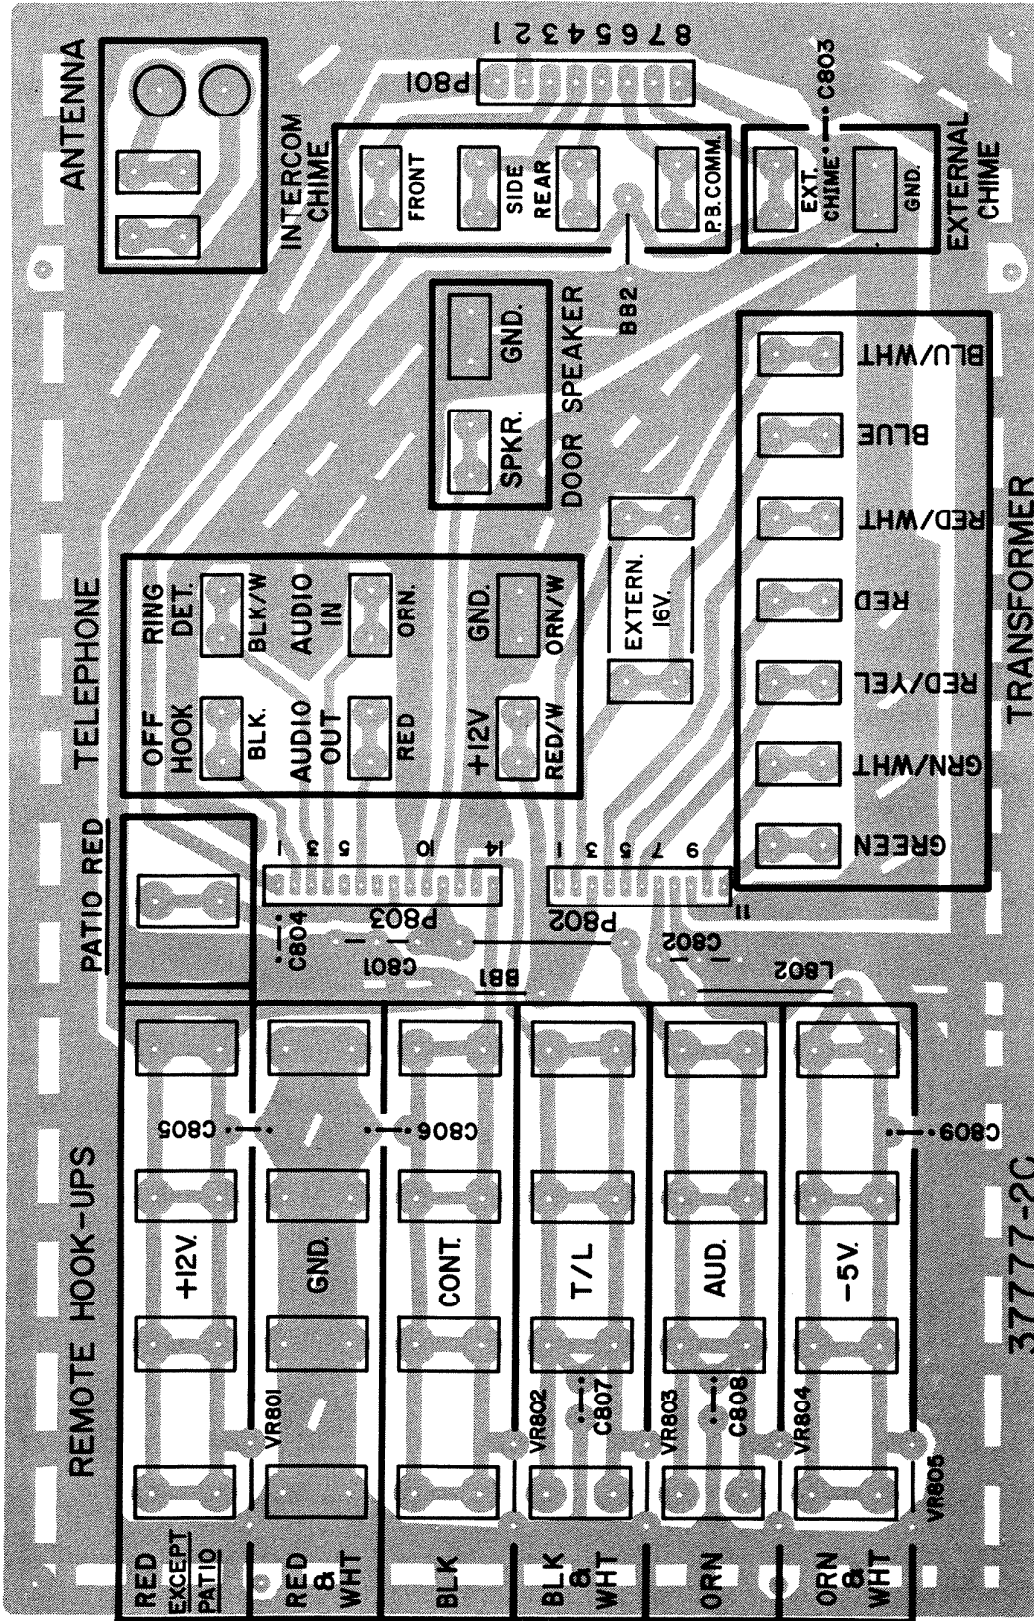 ANTENNA
INTERCOM
CHIME
FRONT
SIDE
REAR
P.B.COMM.
P801
1 2 3 4 5 6 7 8
EXT.
CHIME
GND.
C803
EXTERNAL
CHIME
BB2
SPKR.
GND.
DOOR SPEAKER
TELEPHONE
OFF
HOOK
RING
DET.
BLK.
BLK/W
AUDIO
OUT
AUDIO
IN
RED
ORN.
+12V
GND.
RED/W
ORN/W
EXTERN.
16V.
BLU/WHT
BLUE
RED/WHT
RED
RED/YEL
GRN/WHT
GREEN
TRANSFORMER
PATIO RED
1 3 5 10 14
P803
1 3 5 7 9 11
P802
C804
C801
BB1
C802
L802
REMOTE HOOK-UPS
+12V.
GND.
CONT.
T/L
AUD.
-5V.
C805
C806
C809
VR801
VR802
C807
VR803
C808
VR804
VR805
RED
EXCEPT
PATIO
RED
&
WHT
BLK
BLK
&
WHT
ORN
ORN
&
WHT
37777-2C